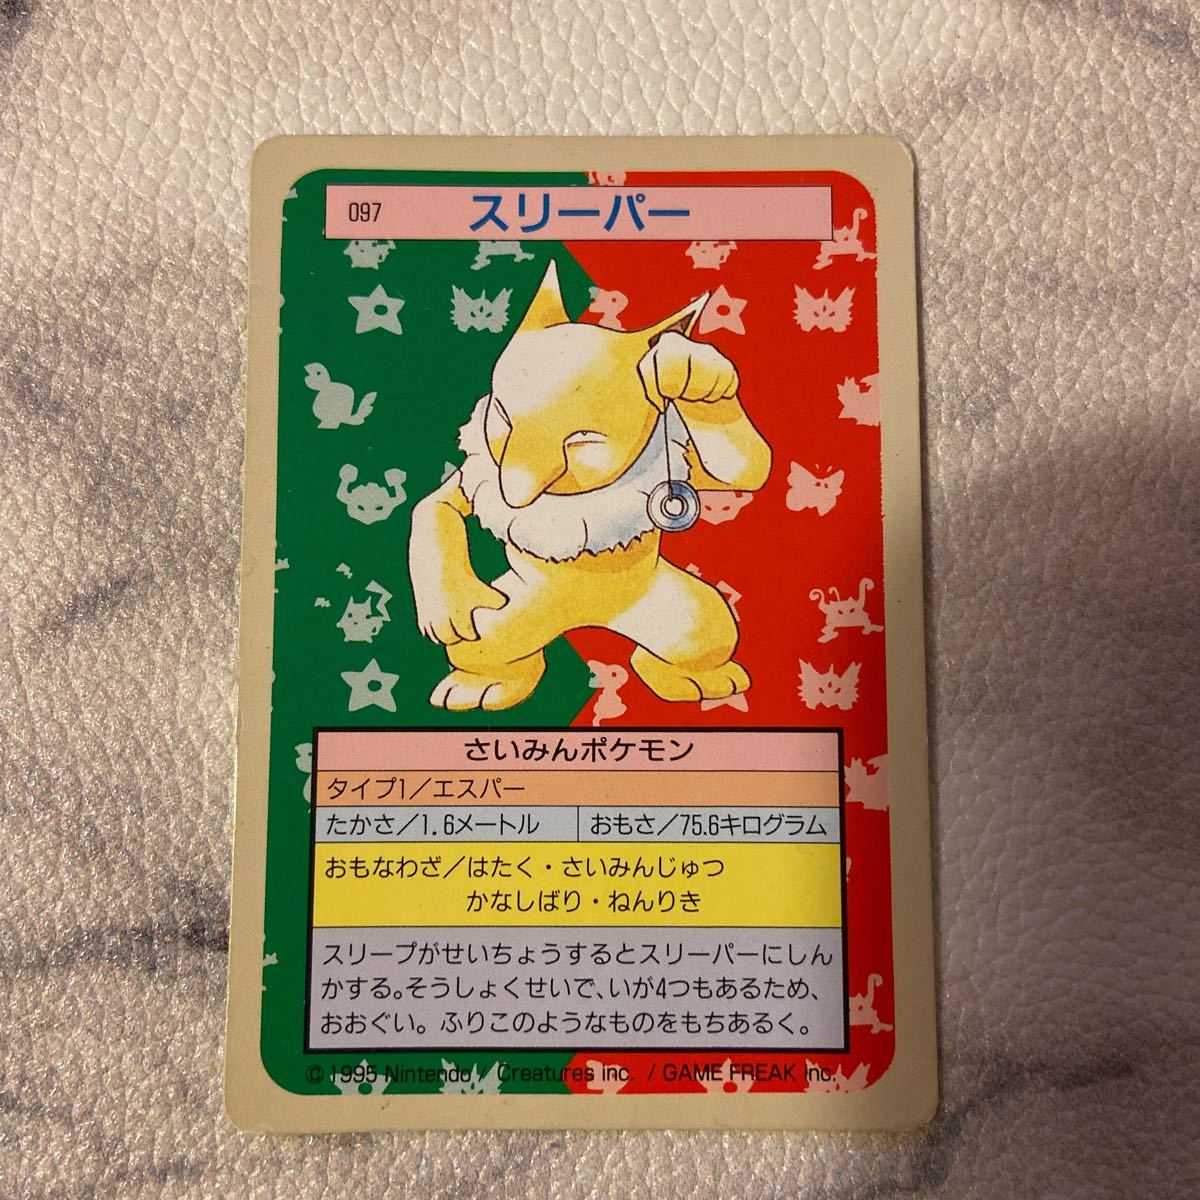 097 スリーパー
さいみんポケモン
タイプ1／エスパー
たかさ／1.6メートル おもさ／75.6キログラム
おもなわざ／はたく・さいみんじゅつ
かなしばり・ねんりき
スリープがせいちょうするとスリーパーにしん
かする。そうしょくせいで、いが4つもあるため、
おおぐい。ふりこのようなものをもちあるく。
© 1995 Nintendo / Creatures inc. / GAME FREAK Inc.